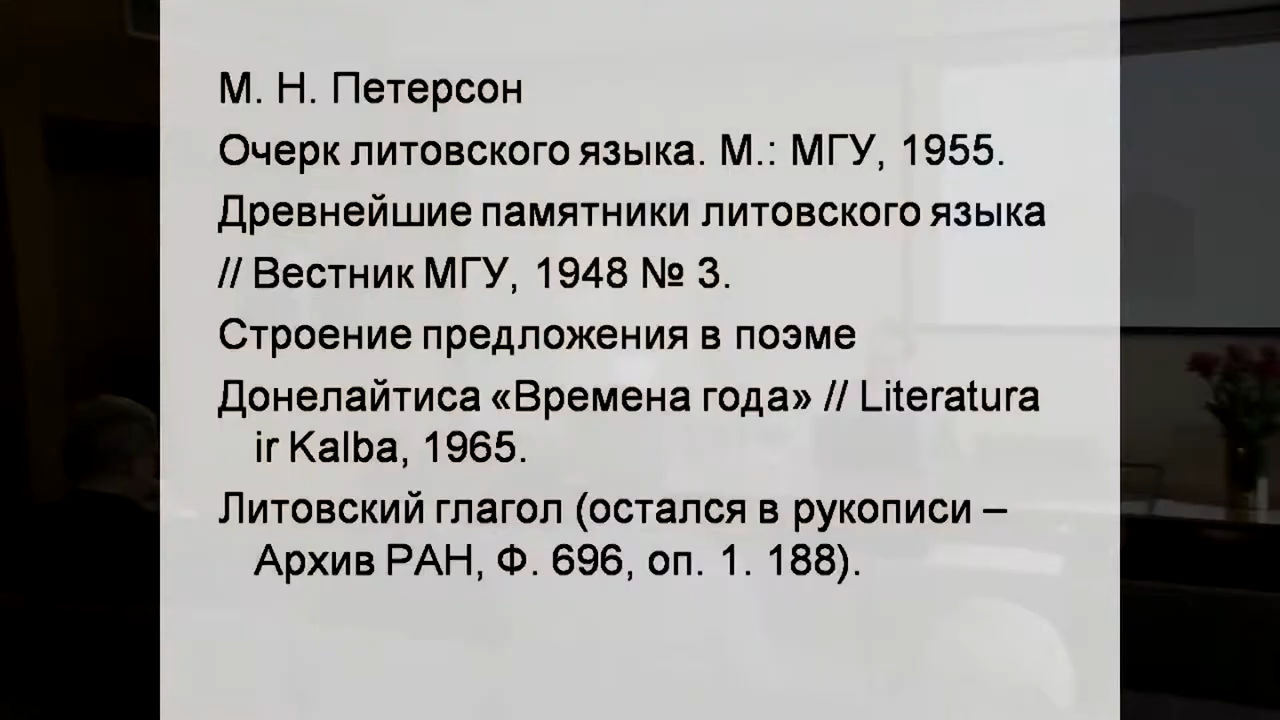 М. Н. Петерсон
Очерк литовского языка. М.: МГУ, 1955.
Древнейшие памятники литовского языка
// Вестник МГУ, 1948 № 3.
Строение предложения в поэме
Донелайтиса «Времена года» // Literatura
ir Kalba, 1965.
Литовский глагол (остался в рукописи –
Архив РАН, Ф. 696, оп. 1. 188).